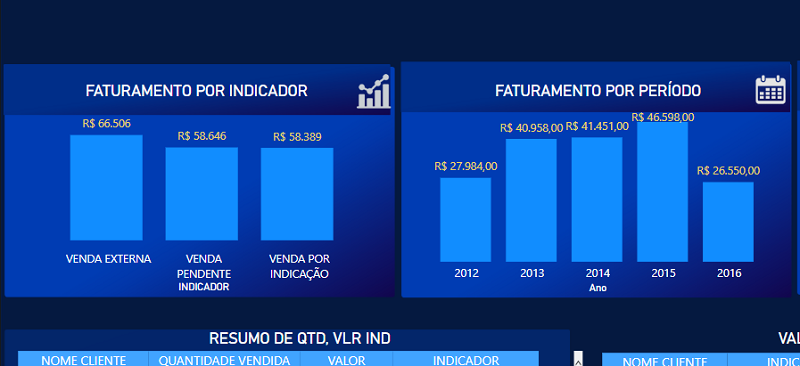 FATURAMENTO POR INDICADOR
R$ 66.506
R$ 58.646
R$ 58.389
VENDA EXTERNA
VENDA
PENDENTE
VENDA POR
INDICAÇÃO
INDICADOR
FATURAMENTO POR PERÍODO
R$ 27.984,00
R$ 40.958,00
R$ 41.451,00
R$ 46.598,00
R$ 26.550,00
2012
2013
2014
2015
2016
Ano
RESUMO DE QTD, VLR IND
NOME CLIENTE
QUANTIDADE VENDIDA
VALOR
INDICADOR
VAL
NOME CLIENTE
INDIC